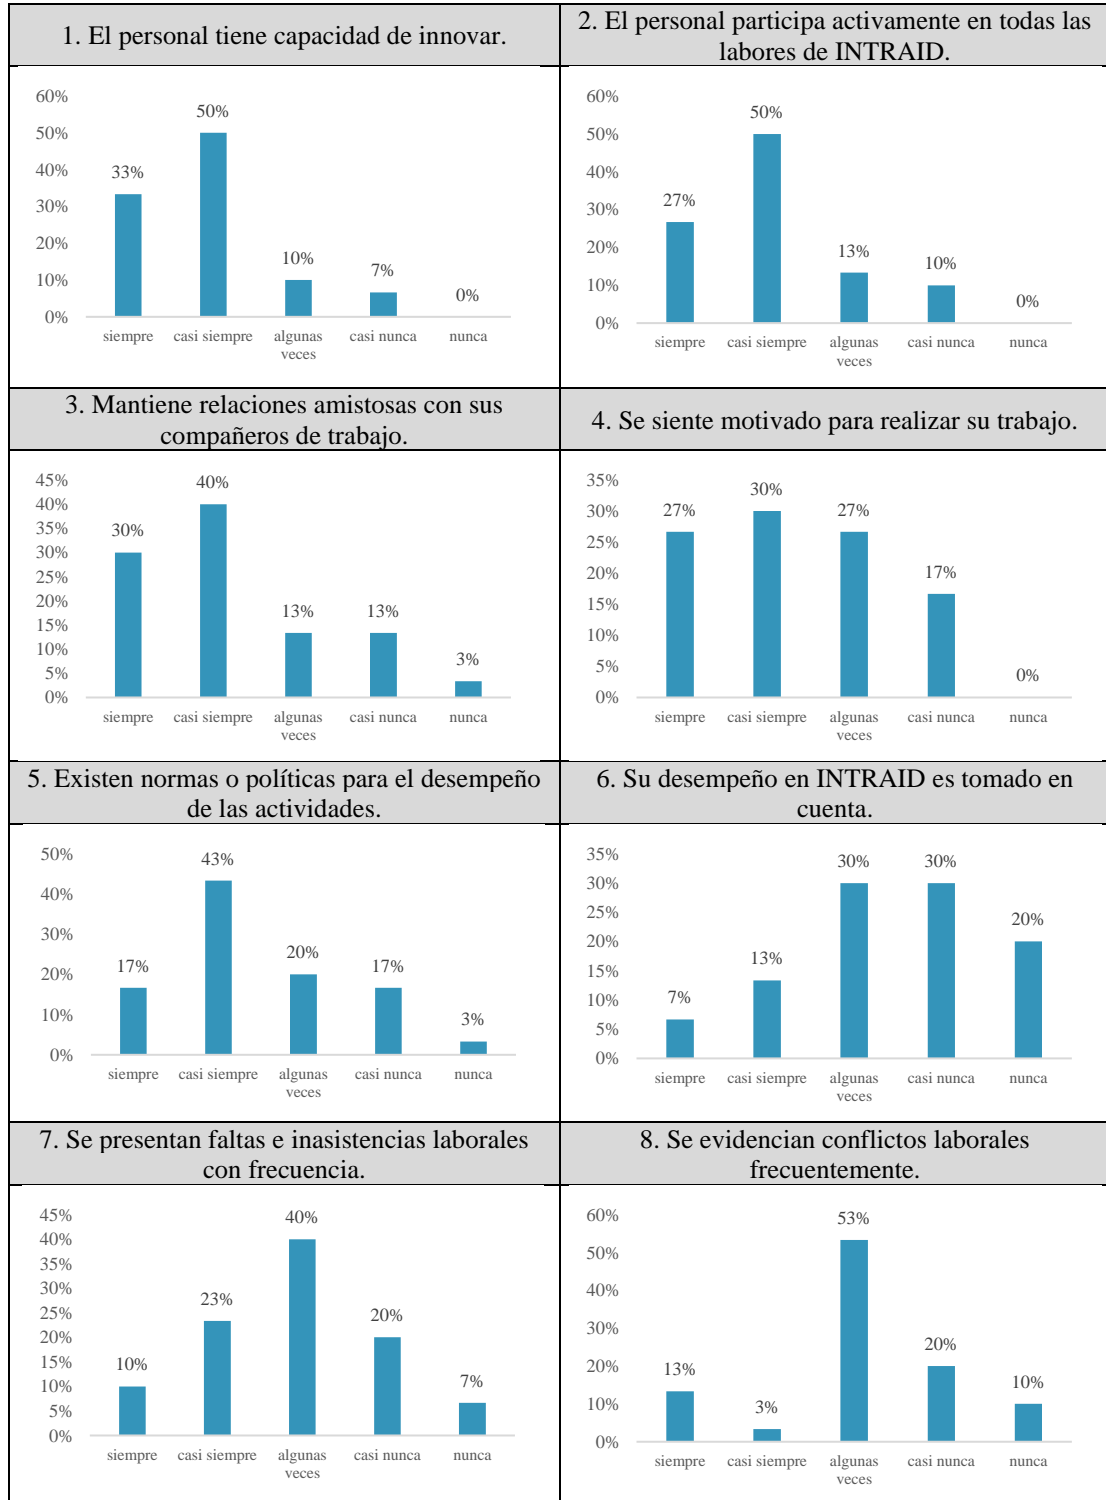 1. El personal tiene capacidad de innovar.
2. El personal participa activamente en todas las
labores de INTRAID.
60%
50%
40%
30%
20%
10%
0%
33%
50%
10%
7%
0%
siempre
casi siempre
algunas
veces
casi nunca
nunca
60%
50%
40%
30%
20%
10%
0%
27%
50%
13%
10%
0%
siempre
casi siempre
algunas
veces
casi nunca
nunca
3. Mantiene relaciones amistosas con sus
compañeros de trabajo.
4. Se siente motivado para realizar su trabajo.
45%
40%
35%
30%
25%
20%
15%
10%
5%
0%
30%
40%
13%
13%
3%
siempre
casi siempre
algunas
veces
casi nunca
nunca
35%
30%
25%
20%
15%
10%
5%
0%
27%
30%
27%
17%
0%
siempre
casi siempre
algunas
veces
casi nunca
nunca
5. Existen normas o políticas para el desempeño
de las actividades.
6. Su desempeño en INTRAID es tomado en
cuenta.
50%
40%
30%
20%
10%
0%
17%
43%
20%
17%
3%
siempre
casi siempre
algunas
veces
casi nunca
nunca
35%
30%
25%
20%
15%
10%
5%
0%
7%
13%
30%
30%
20%
siempre
casi siempre
algunas
veces
casi nunca
nunca
7. Se presentan faltas e inasistencias laborales
con frecuencia.
8. Se evidencian conflictos laborales
frecuentemente.
45%
40%
35%
30%
25%
20%
15%
10%
5%
0%
10%
23%
40%
20%
7%
siempre
casi siempre
algunas
veces
casi nunca
nunca
60%
50%
40%
30%
20%
10%
0%
13%
3%
53%
20%
10%
siempre
casi siempre
algunas
veces
casi nunca
nunca